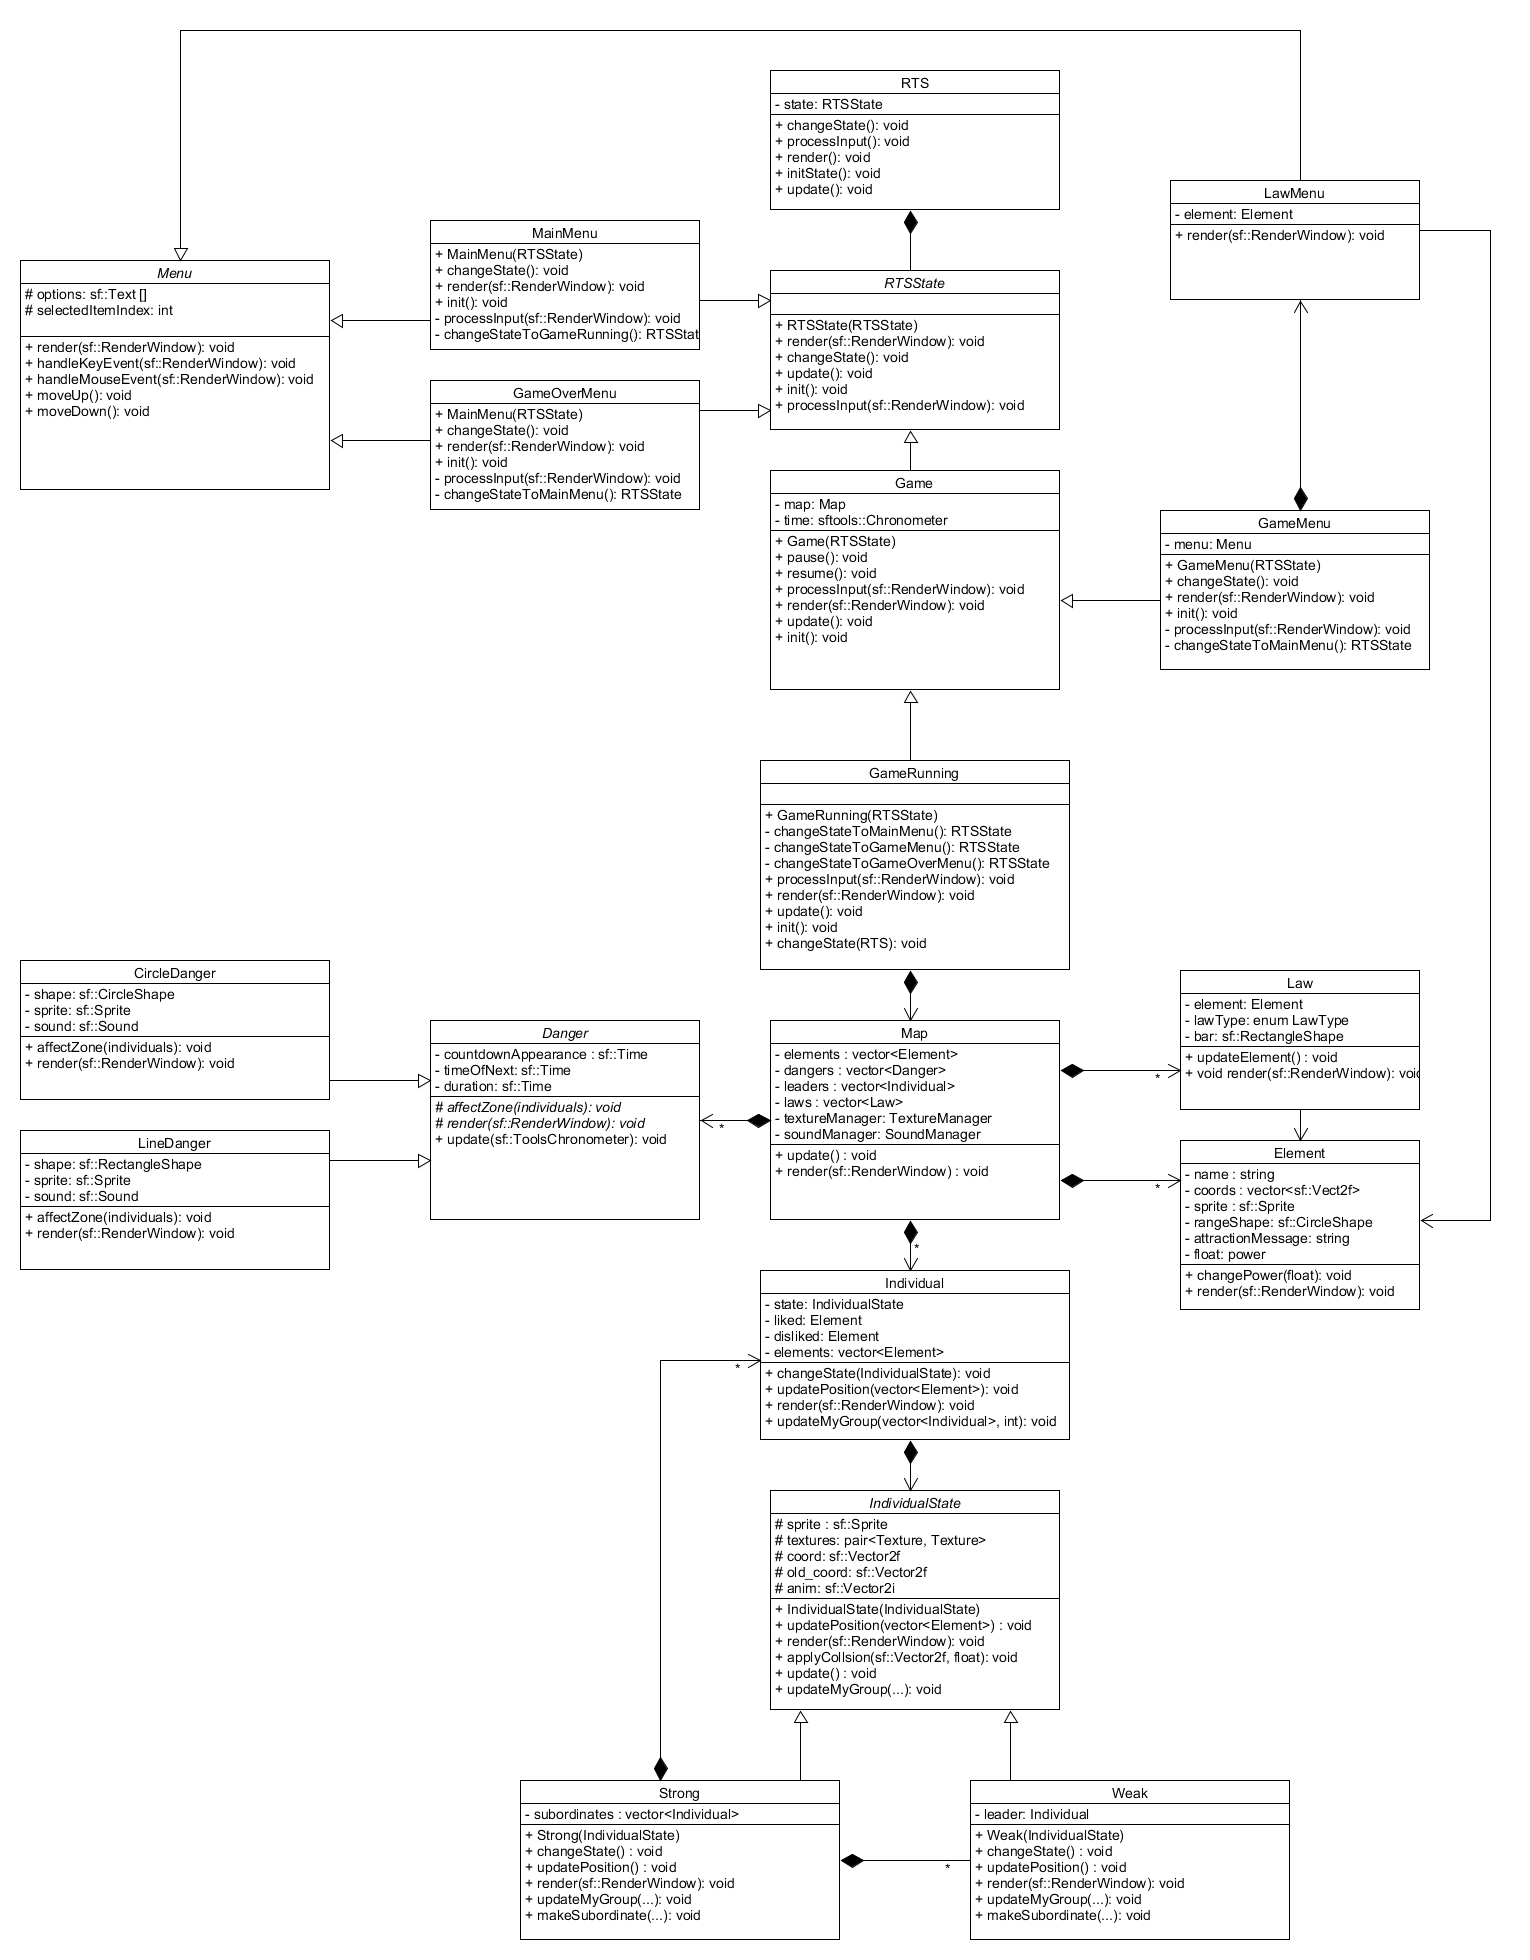 RTS
- state: RTSState
+ changeState(): void
+ processInput(): void
+ render(): void
+ initState(): void
+ update(): void
LawMenu
- element: Element
+ render(sf::RenderWindow): void
MainMenu
+ MainMenu(RTSState)
+ changeState(): void
+ render(sf::RenderWindow): void
+ init(): void
- processInput(sf::RenderWindow): void
- changeStateToGameRunning(): RTSStat
Menu
# options: sf::Text []
# selectedItemIndex: int
+ render(sf::RenderWindow): void
+ handleKeyEvent(sf::RenderWindow): void
+ handleMouseEvent(sf::RenderWindow): void
+ moveUp(): void
+ moveDown(): void
RTSState
+ RTSState(RTSState)
+ render(sf::RenderWindow): void
+ changeState(): void
+ update(): void
+ init(): void
+ processInput(sf::RenderWindow): void
GameOverMenu
+ MainMenu(RTSState)
+ changeState(): void
+ render(sf::RenderWindow): void
+ init(): void
- processInput(sf::RenderWindow): void
- changeStateToMainMenu(): RTSState
Game
- map: Map
- time: sftools::Chronometer
+ Game(RTSState)
+ pause(): void
+ resume(): void
+ processInput(sf::RenderWindow): void
+ render(sf::RenderWindow): void
+ update(): void
+ init(): void
GameMenu
- menu: Menu
+ GameMenu(RTSState)
+ changeState(): void
+ render(sf::RenderWindow): void
+ init(): void
- processInput(sf::RenderWindow): void
- changeStateToMainMenu(): RTSState
GameRunning
+ GameRunning(RTSState)
- changeStateToMainMenu(): RTSState
- changeStateToGameMenu(): RTSState
- changeStateToGameOverMenu(): RTSState
+ processInput(sf::RenderWindow): void
+ render(sf::RenderWindow): void
+ update(): void
+ init(): void
+ changeState(RTS): void
CircleDanger
- shape: sf::CircleShape
- sprite: sf::Sprite
- sound: sf::Sound
+ affectZone(individuals): void
+ render(sf::RenderWindow): void
LineDanger
- shape: sf::RectangleShape
- sprite: sf::Sprite
- sound: sf::Sound
+ affectZone(individuals): void
+ render(sf::RenderWindow): void
Danger
- countdownAppearance : sf::Time
- timeOfNext: sf::Time
- duration: sf::Time
# affectZone(individuals): void
# render(sf::RenderWindow): void
+ update(sf::ToolsChronometer): void
*
Map
- elements : vector<Element>
- dangers : vector<Danger>
- leaders : vector<Individual>
- laws : vector<Law>
- textureManager: TextureManager
- soundManager: SoundManager
+ update() : void
+ render(sf::RenderWindow) : void
*
*
*
Law
- element: Element
- lawType: enum LawType
- bar: sf::RectangleShape
+ updateElement() : void
+ void render(sf::RenderWindow): voic
Element
- name : string
- coords : vector<sf::Vect2f>
- sprite : sf::Sprite
- rangeShape: sf::CircleShape
- attractionMessage: string
- float: power
+ changePower(float): void
+ render(sf::RenderWindow): void
Individual
- state: IndividualState
- liked: Element
- disliked: Element
- elements: vector<Element>
+ changeState(IndividualState): void
+ updatePosition(vector<Element>): void
+ render(sf::RenderWindow): void
+ updateMyGroup(vector<Individual>, int): void
*
IndividualState
# sprite : sf::Sprite
# textures: pair<Texture, Texture>
# coord: sf::Vector2f
# old_coord: sf::Vector2f
# anim: sf::Vector2i
+ IndividualState(IndividualState)
+ updatePosition(vector<Element>) : void
+ render(sf::RenderWindow): void
+ applyCollsion(sf::Vector2f, float): void
+ update() : void
+ updateMyGroup(...): void
Strong
- subordinates : vector<Individual>
+ Strong(IndividualState)
+ changeState() : void
+ updatePosition() : void
+ render(sf::RenderWindow): void
+ updateMyGroup(...): void
+ makeSubordinate(...): void
*
Weak
- leader: Individual
+ Weak(IndividualState)
+ changeState() : void
+ updatePosition() : void
+ render(sf::RenderWindow): void
+ updateMyGroup(...): void
+ makeSubordinate(...): void